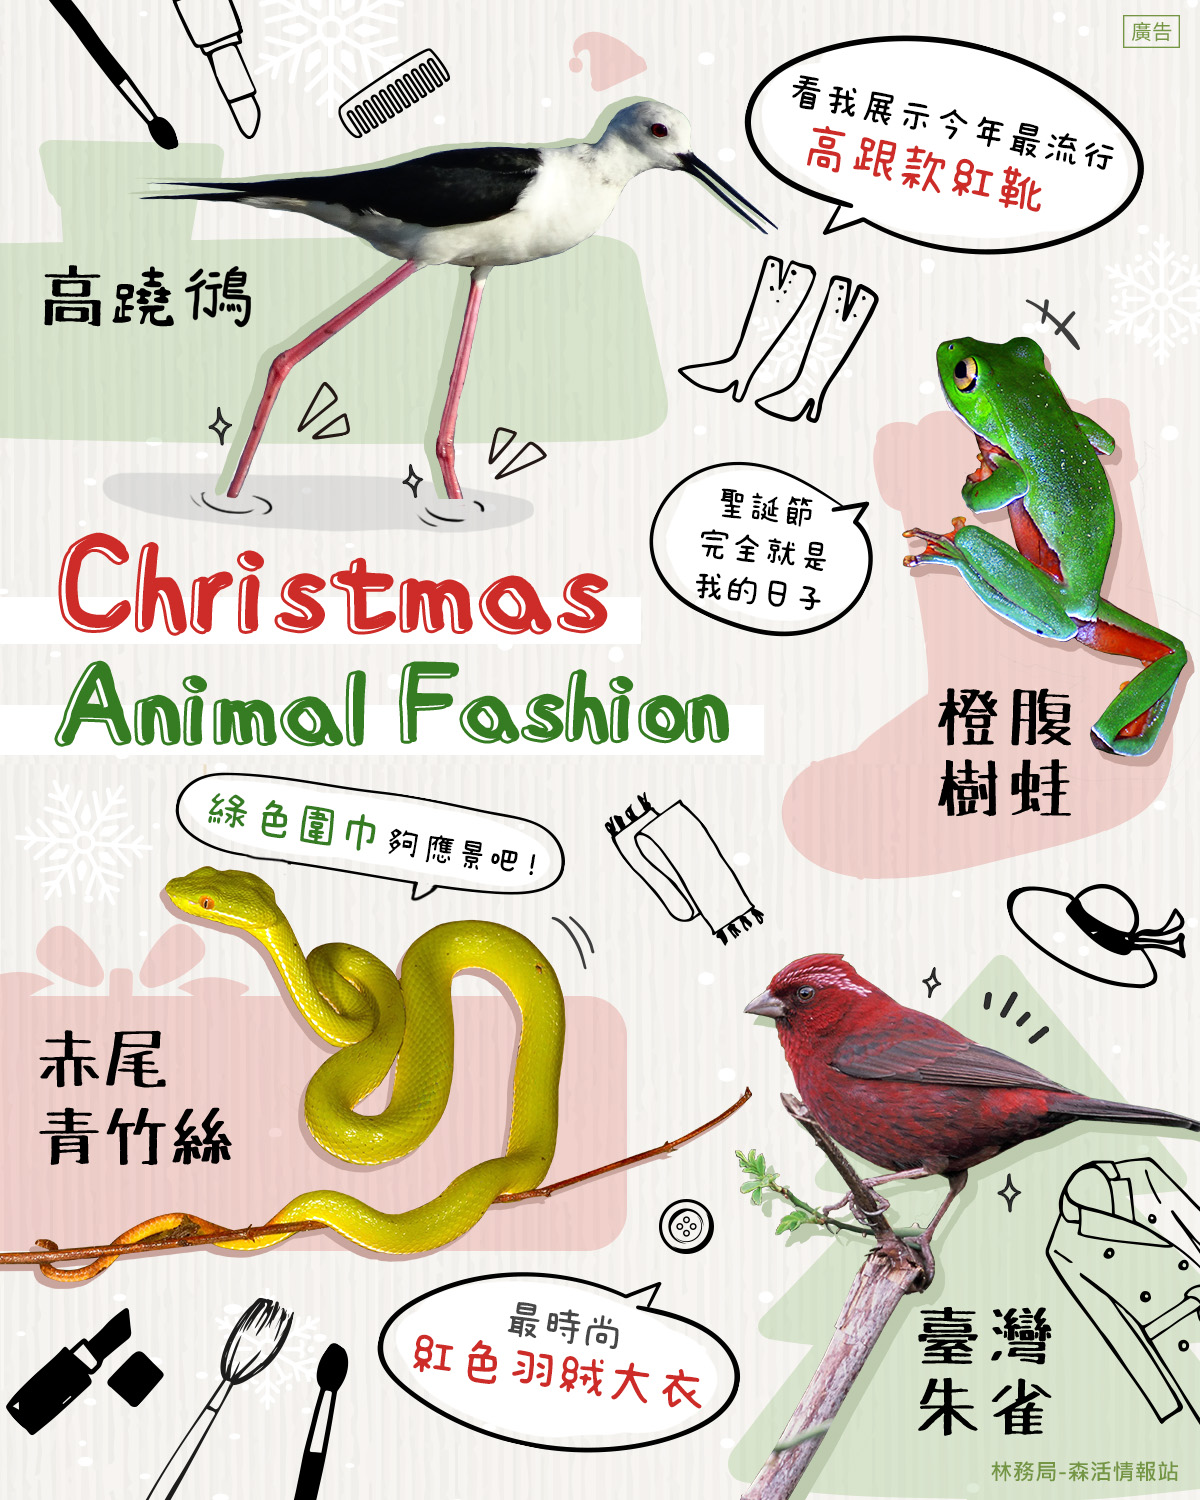 廣告
看我展示今年最流行
高跟款紅靴
高蹺鴴
聖誕節
完全就是
我的日子
Christmas
Animal Fashion
橙腹
樹蛙
綠色圍巾夠應景吧！
赤尾
青竹絲
最時尚
紅色羽絨大衣
臺灣
朱雀
林務局-森活情報站